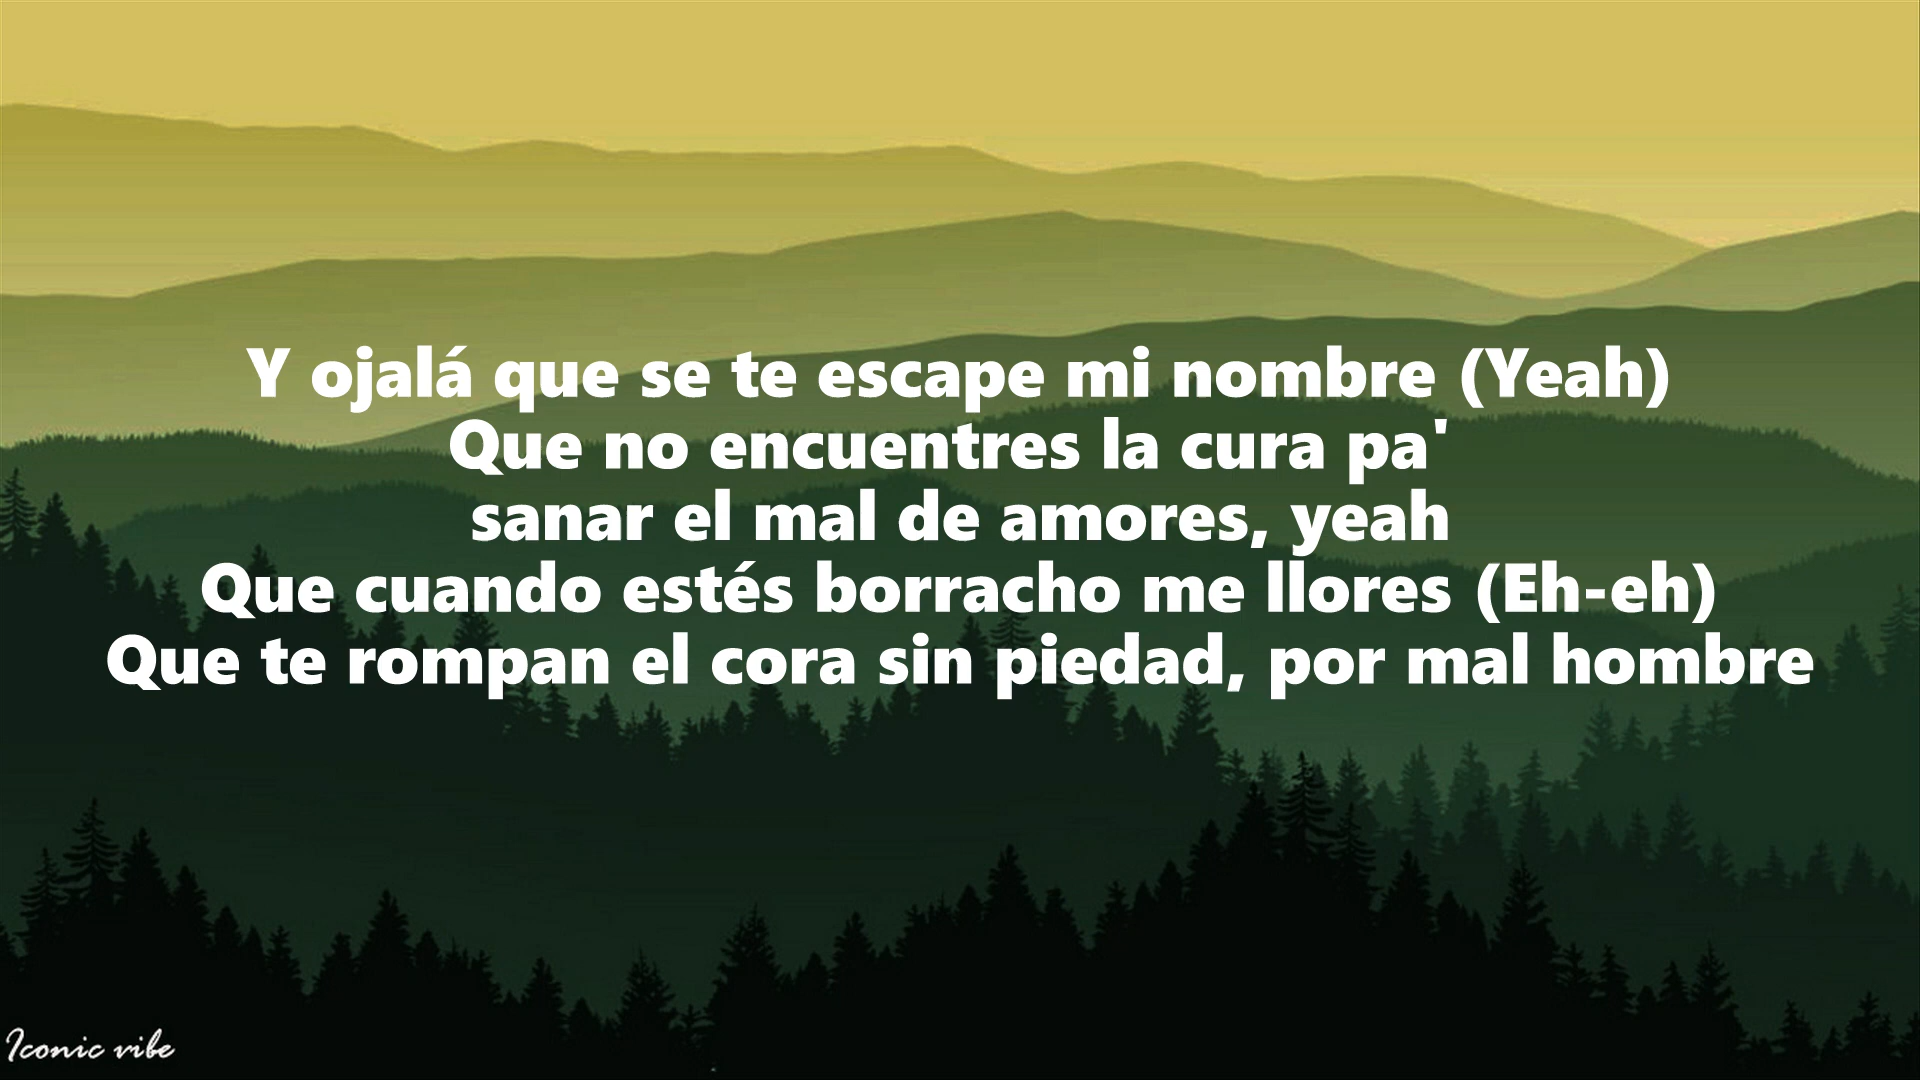 Y ojalá que se te escape mi nombre (Yeah)
Que no encuentres la cura pa'
sanar el mal de amores, yeah
Que cuando estés borracho me llores (Eh-eh)
Que te rompan el cora sin piedad, por mal hombre
Iconic vibe